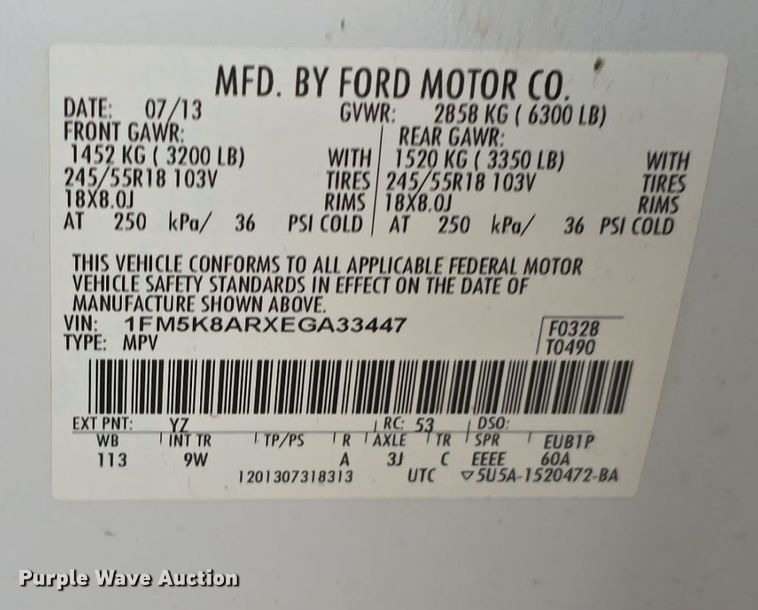 MFD. BY FORD MOTOR CO.
DATE: 07/13 GVWR: 2858 KG ( 6300 LB)
FRONT GAWR: REAR GAWR:
1452 KG ( 3200 LB) WITH 1520 KG ( 3350 LB) WITH
245/55R18 103V TIRES 245/55R18 103V TIRES
18X8.0J RIMS 18X8.0J RIMS
AT 250 kPa/ 36 PSI COLD AT 250 kPa/ 36 PSI COLD
THIS VEHICLE CONFORMS TO ALL APPLICABLE FEDERAL MOTOR
VEHICLE SAFETY STANDARDS IN EFFECT ON THE DATE OF
MANUFACTURE SHOWN ABOVE.
VIN: 1FM5K8ARXEGA33447 F0328
TYPE: MPV T0490
EXT PNT: YZ RC: 53 DSO:
WB INT TR TP/PS R AXLE TR SPR EUB1P
113 9W A 3J C EEEE 60A
1201307318313 UTC ▽5U5A-1520472-BA
Purple Wave Auction